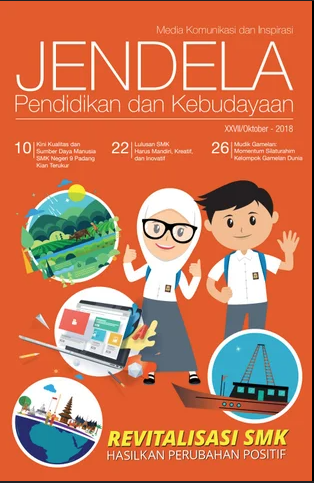 Media Komunikasi dan Inspirasi
JENDELA
Pendidikan dan Kebudayaan
XXVII/Oktober - 2018
10
Kini Kualitas dan
Sumber Daya Manusia
SMK Negeri 9 Padang
Kian Terukur
22
Lulusan SMK
Harus Mandiri, Kreatif,
dan Inovatif
26
Mudik Gamelan:
Momentum Silaturahim
Kelompok Gamelan Dunia
REVITALISASI SMK
HASILKAN PERUBAHAN POSITIF